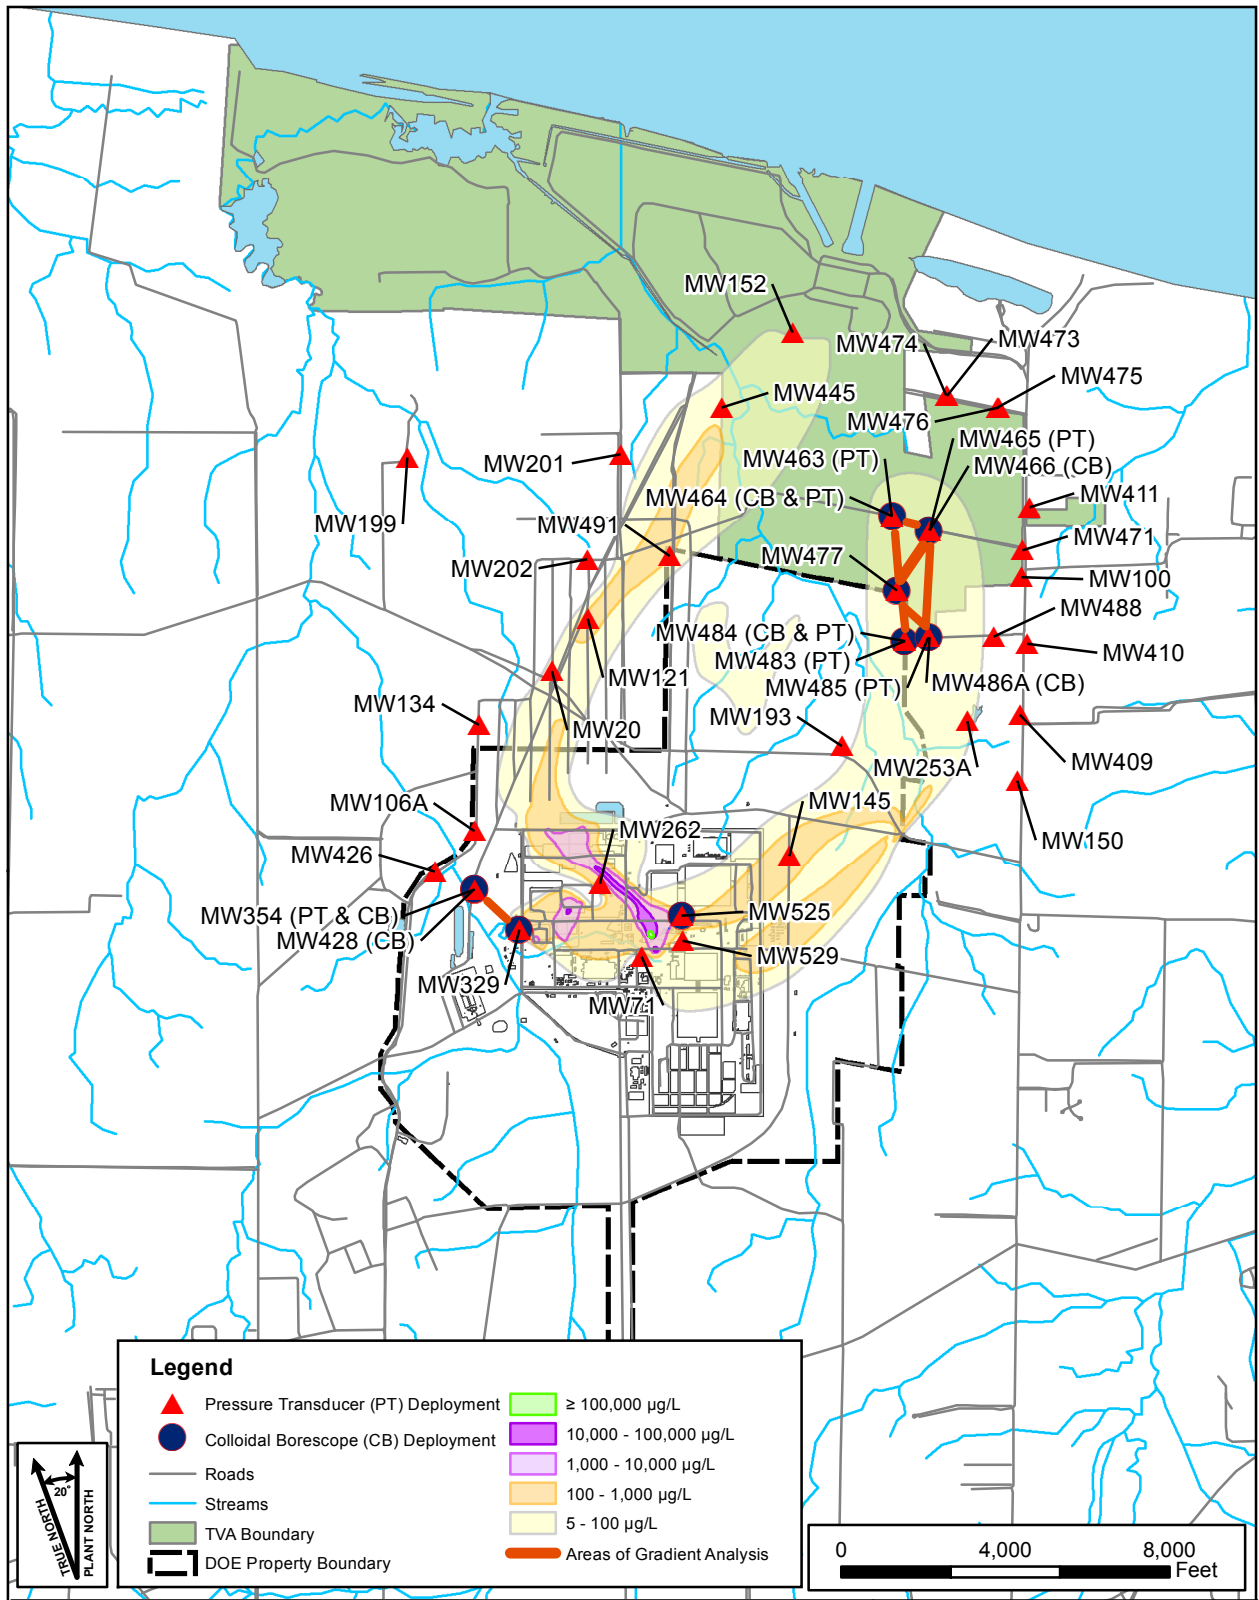 MW152
MW474
MW473
MW475
MW445
MW476
MW465 (PT)
MW201
MW463 (PT)
MW466 (CB)
MW464 (CB & PT)
MW411
MW199
MW491
MW471
MW202
MW477
MW100
MW488
MW484 (CB & PT)
MW410
MW483 (PT)
MW121
MW485 (PT)
MW486A (CB)
MW134
MW20
MW193
MW409
MW253A
MW106A
MW262
MW145
MW150
MW426
MW354 (PT & CB)
MW525
MW428 (CB)
MW529
MW329
MW71
Legend
Pressure Transducer (PT) Deployment
Colloidal Borescope (CB) Deployment
Roads
Streams
TVA Boundary
DOE Property Boundary
≥ 100,000 µg/L
10,000 - 100,000 µg/L
1,000 - 10,000 µg/L
100 - 1,000 µg/L
5 - 100 µg/L
Areas of Gradient Analysis
20°
TRUE NORTH
PLANT NORTH
0 4,000 8,000
Feet